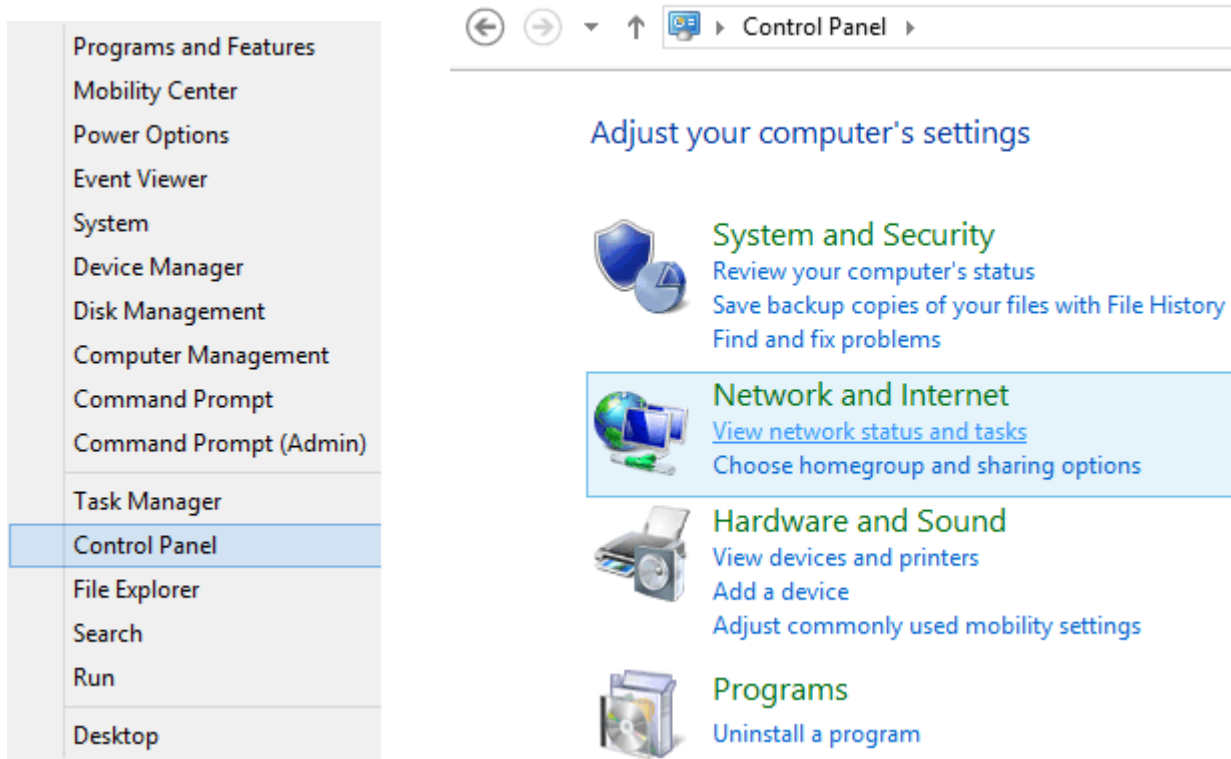 Programs and Features
Mobility Center
Power Options
Event Viewer
System
Device Manager
Disk Management
Computer Management
Command Prompt
Command Prompt (Admin)
Task Manager
Control Panel
File Explorer
Search
Run
Desktop
Control Panel
Adjust your computer's settings
System and Security
Review your computer's status
Save backup copies of your files with File History
Find and fix problems
Network and Internet
View network status and tasks
Choose homegroup and sharing options
Hardware and Sound
View devices and printers
Add a device
Adjust commonly used mobility settings
Programs
Uninstall a program